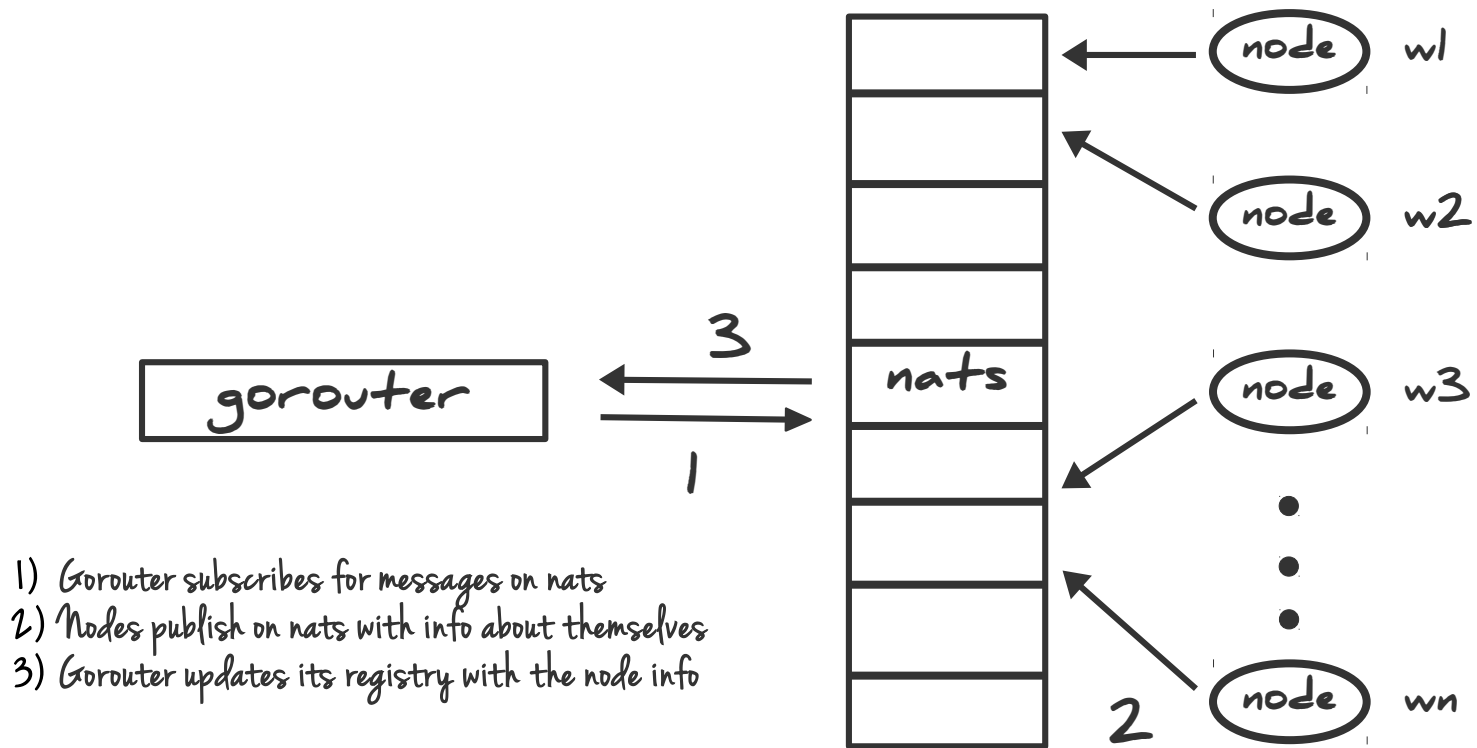 node w1
node w2
3
nats
node w3
gorouter
1
1) Gorouter subscribes for messages on nats
2) Nodes publish on nats with info about themselves
3) Gorouter updates its registry with the node info
node wn
2